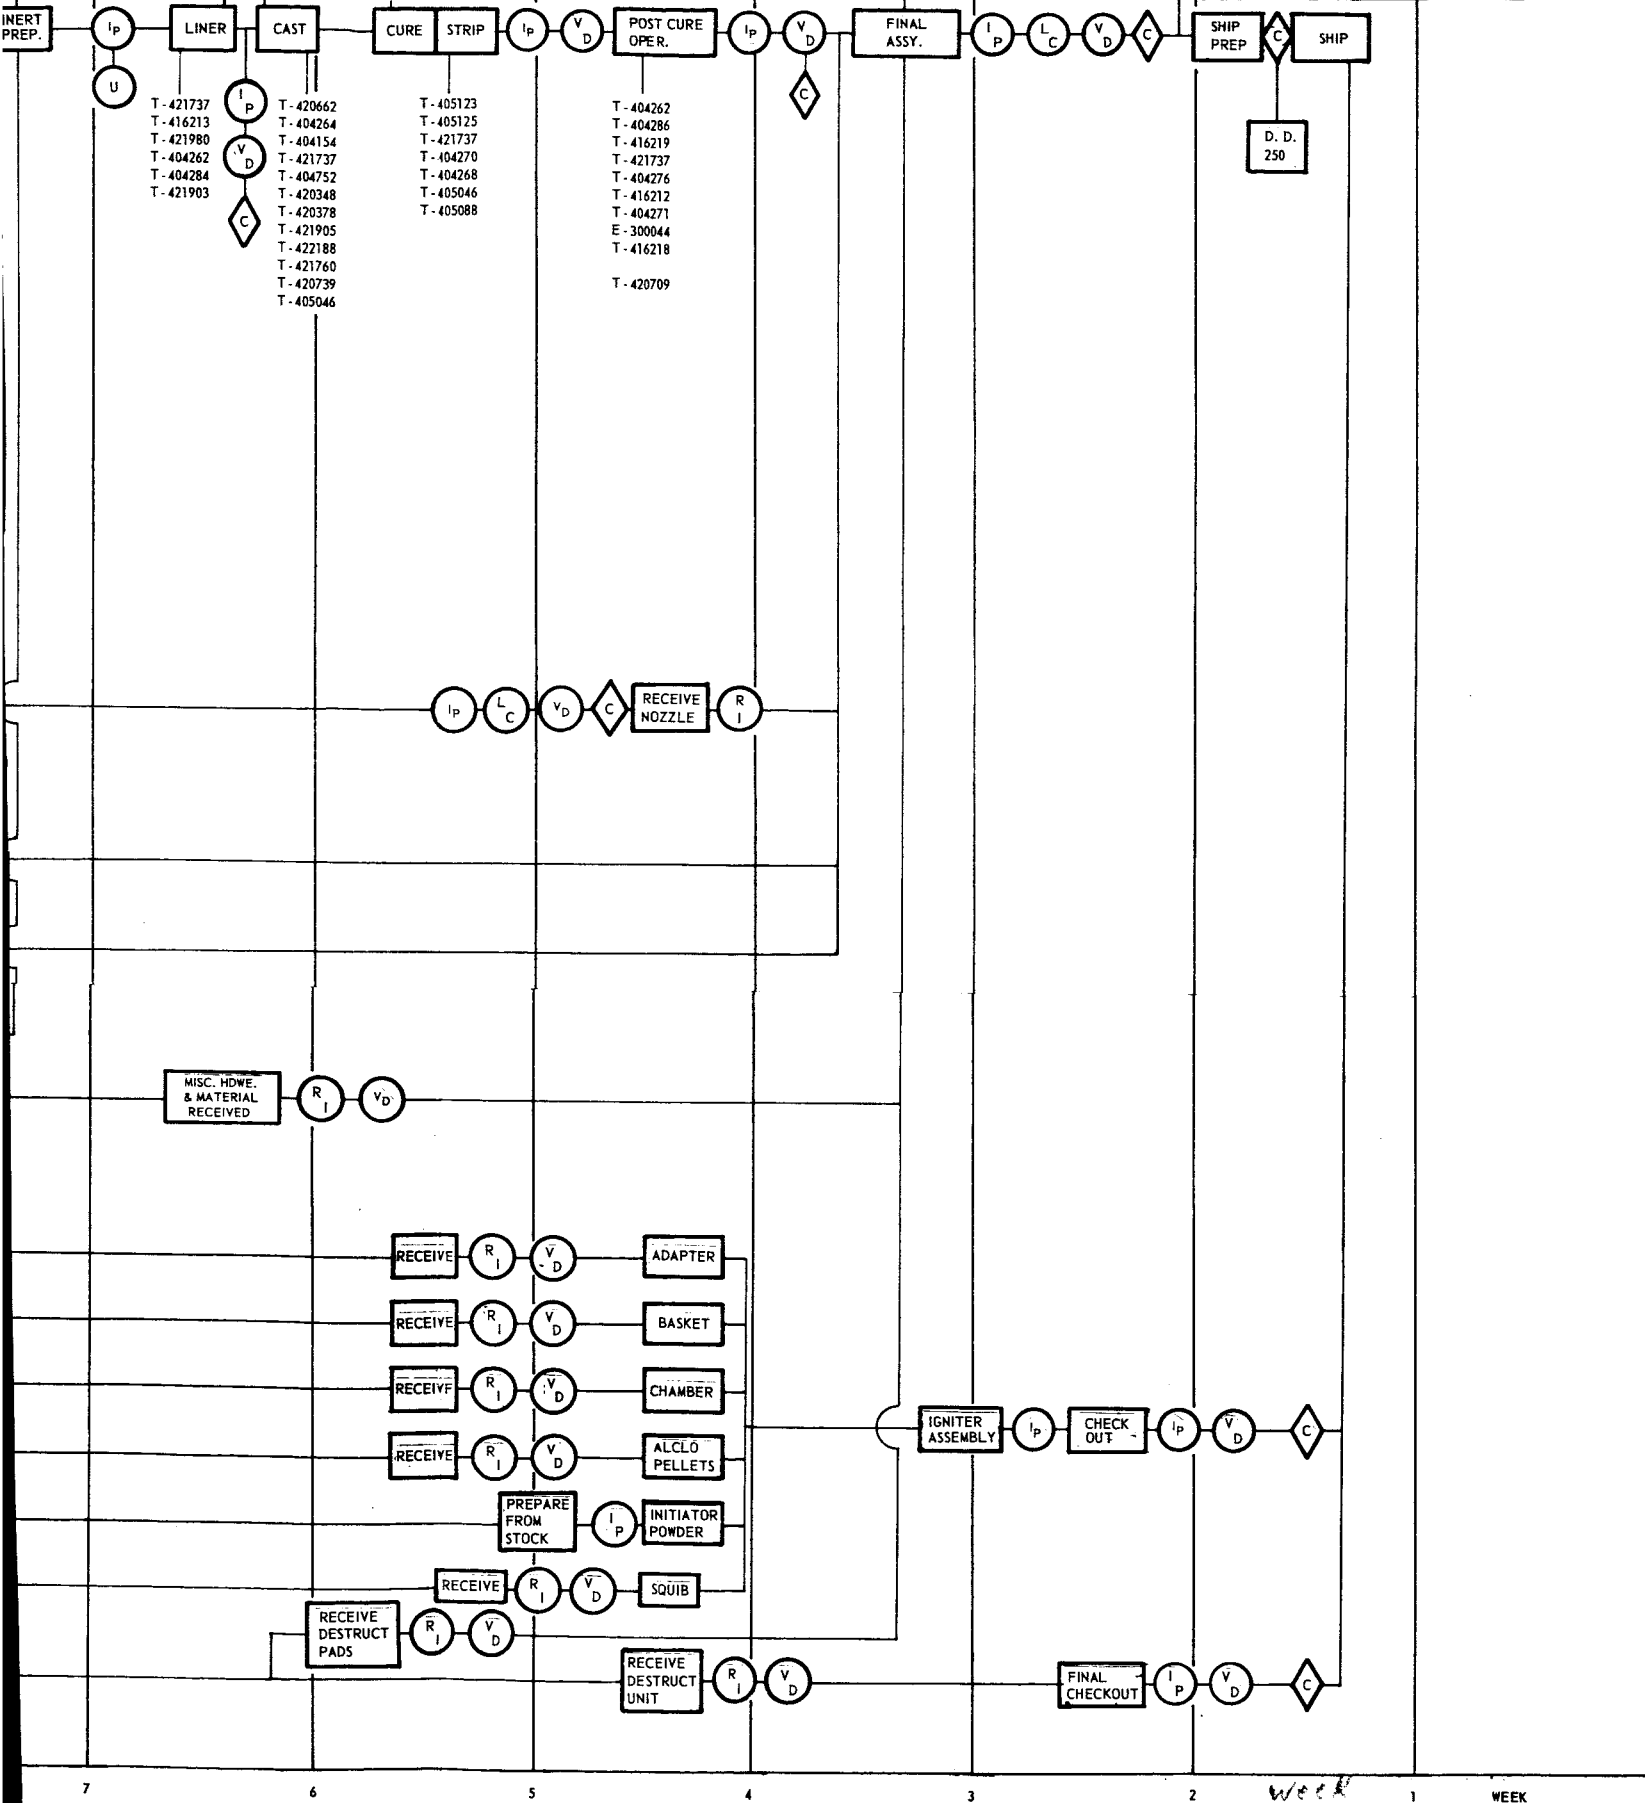 INERT
PREP.
IP
U
LINER
T-421737
T-416213
T-421980
T-404262
T-404284
T-421903
IP
VD
C
CAST
T-420662
T-404264
T-404154
T-421737
T-404752
T-420348
T-420378
T-421905
T-422188
T-421760
T-420739
T-405046
CURE
STRIP
T-405123
T-405125
T-421737
T-404270
T-404268
T-405046
T-405088
IP
VD
POST CURE
OPER.
T-404262
T-404286
T-416219
T-421737
T-404276
T-416212
T-404271
E-300044
T-416218
T-420709
IP
VD
C
FINAL
ASSY.
IP
LC
VD
C
SHIP
PREP
C
D. D.
250
SHIP
IP
LC
VD
C
RECEIVE
NOZZLE
RI
MISC. HDWE.
& MATERIAL
RECEIVED
RI
VD
RECEIVE
RI
VD
ADAPTER
RECEIVE
RI
VD
BASKET
RECEIVE
RI
VD
CHAMBER
RECEIVE
RI
VD
ALCLO
PELLETS
IGNITER
ASSEMBLY
IP
CHECK
OUT
IP
VD
C
PREPARE
FROM
STOCK
IP
INITIATOR
POWDER
RECEIVE
RI
VD
SQUIB
RECEIVE
DESTRUCT
PADS
RI
VD
RECEIVE
DESTRUCT
UNIT
RI
VD
FINAL
CHECKOUT
IP
VD
C
7 6 5 4 3 2 Week 1 WEEK